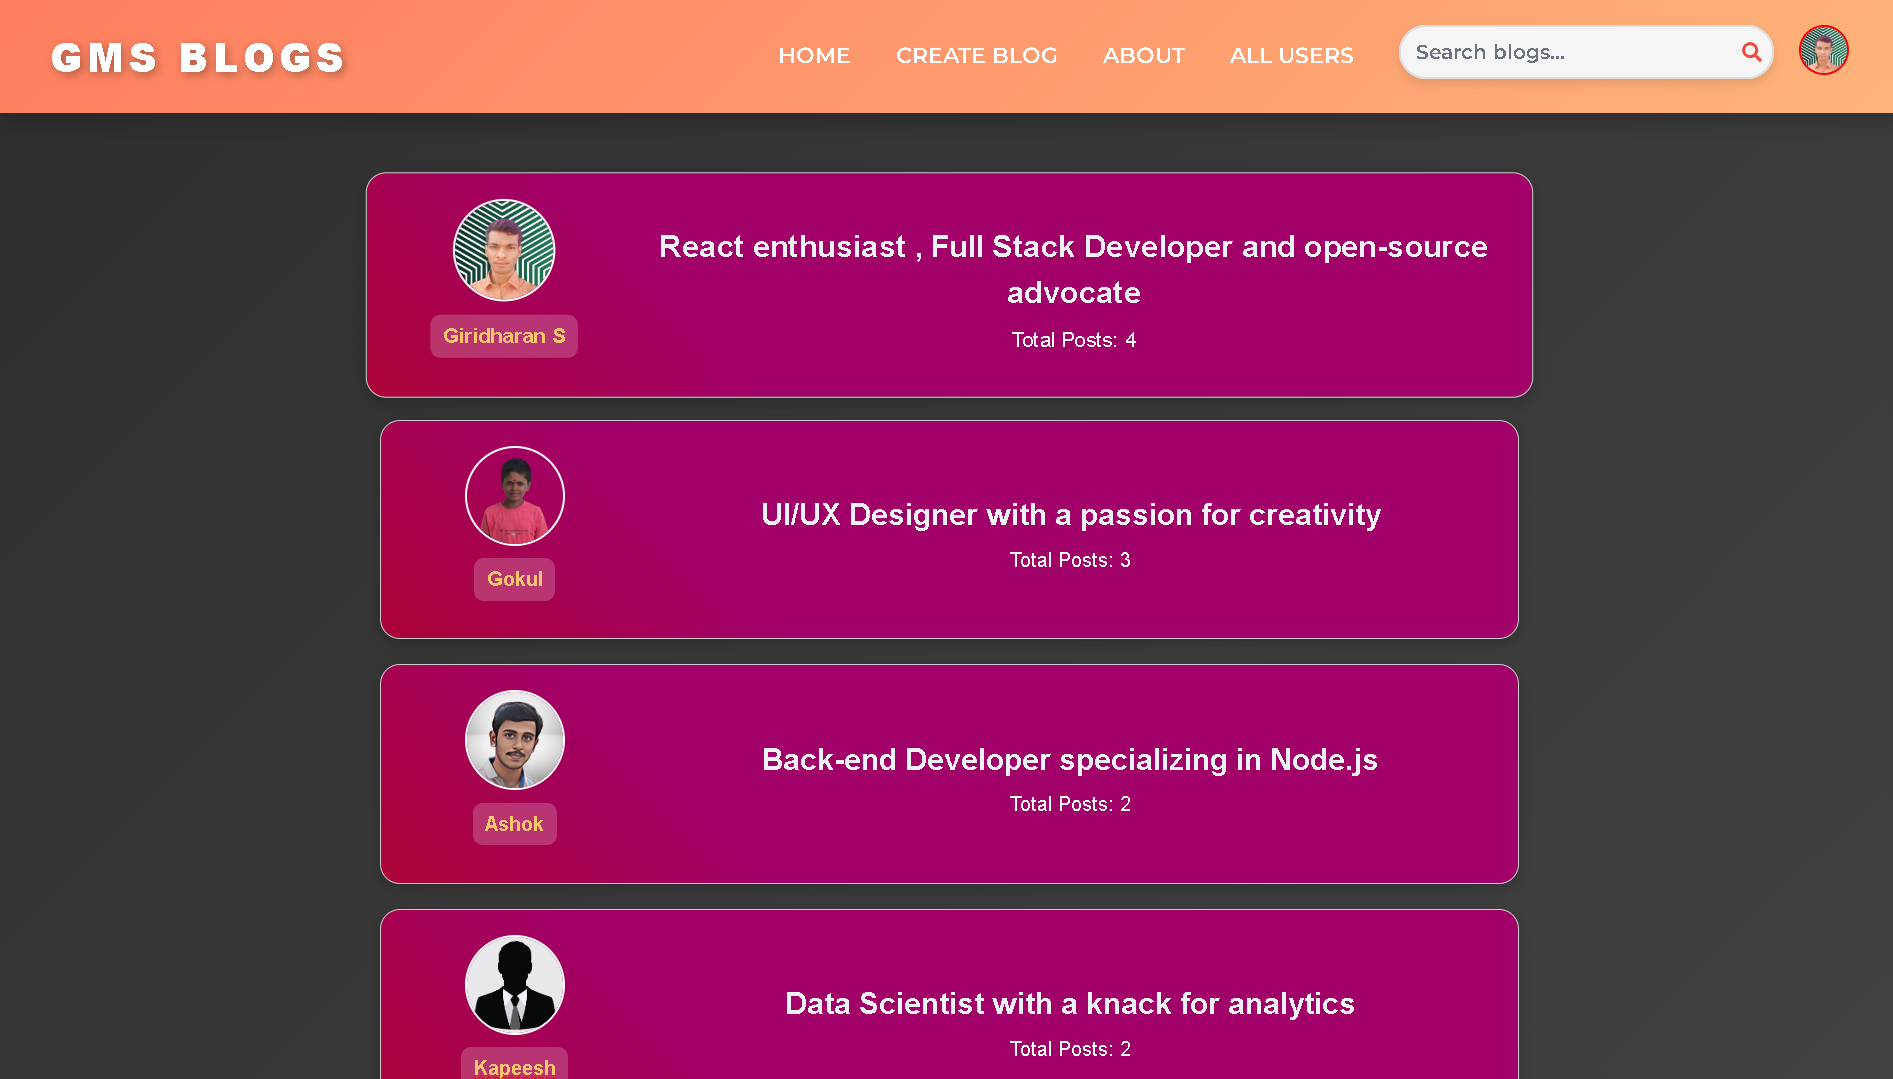 GMS BLOGS
HOME CREATE BLOG ABOUT ALL USERS Search blogs...
React enthusiast , Full Stack Developer and open-source
advocate
Total Posts: 4
Giridharan S
UI/UX Designer with a passion for creativity
Total Posts: 3
Gokul
Back-end Developer specializing in Node.js
Total Posts: 2
Ashok
Data Scientist with a knack for analytics
Total Posts: 2
Kapeesh